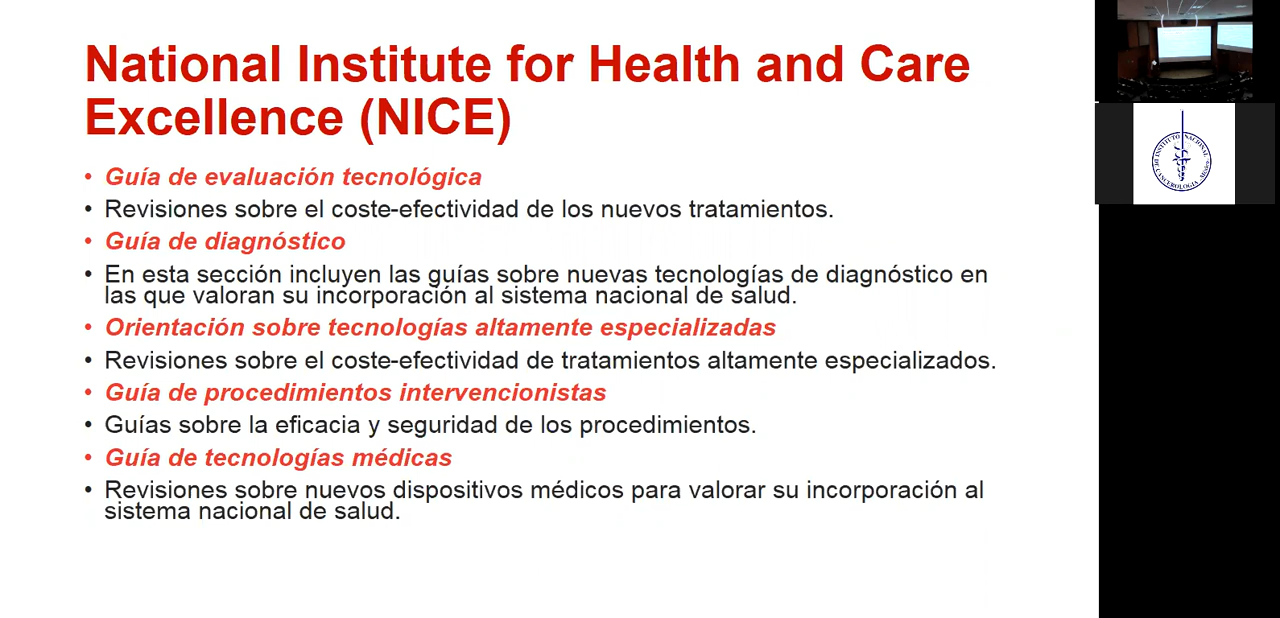 National Institute for Health and Care
Excellence (NICE)
• Guía de evaluación tecnológica
• Revisiones sobre el coste-efectividad de los nuevos tratamientos.
• Guía de diagnóstico
• En esta sección incluyen las guías sobre nuevas tecnologías de diagnóstico en
las que valoran su incorporación al sistema nacional de salud.
• Orientación sobre tecnologías altamente especializadas
• Revisiones sobre el coste-efectividad de tratamientos altamente especializados.
• Guía de procedimientos intervencionistas
• Guías sobre la eficacia y seguridad de los procedimientos.
• Guía de tecnologías médicas
• Revisiones sobre nuevos dispositivos médicos para valorar su incorporación al
sistema nacional de salud.
INSTITUTO NACIONAL
DE CANCEROLOGIA